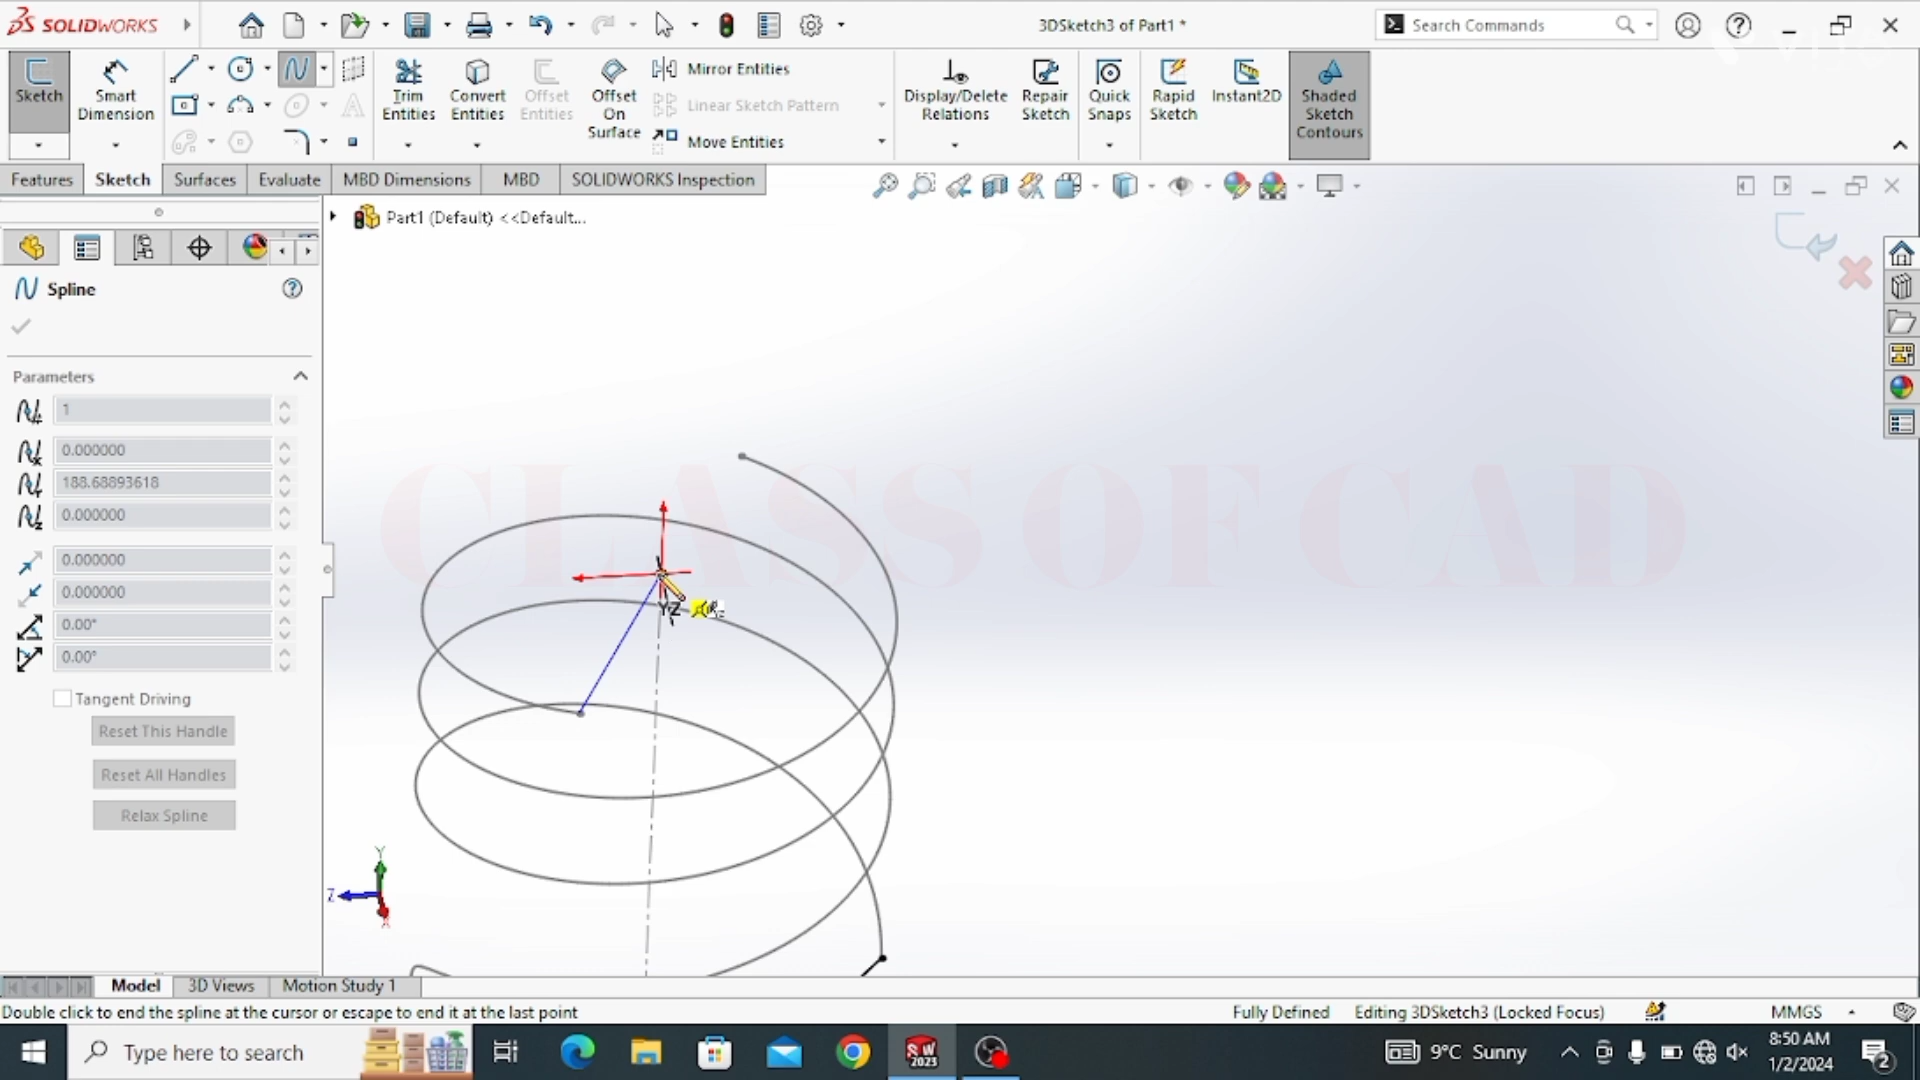 SOLIDWORKS
3DSketch3 of Part1 *
Search Commands
Sketch
Smart Dimension
Trim Entities
Convert Entities
Offset Entities
Offset On Surface
Mirror Entities
Linear Sketch Pattern
Move Entities
Display/Delete Relations
Repair Sketch
Quick Snaps
Rapid Sketch
Instant2D
Shaded Sketch Contours
Features
Sketch
Surfaces
Evaluate
MBD Dimensions
MBD
SOLIDWORKS Inspection
Part1 (Default) <<Default...
Spline
Parameters
1
0.000000
188.68893618
0.000000
0.000000
0.000000
0.00°
0.00°
Tangent Driving
Reset This Handle
Reset All Handles
Relax Spline
CLASS OF CAD
YZ
Y
Z
X
Model
3D Views
Motion Study 1
Double click to end the spline at the cursor or escape to end it at the last point
Fully Defined
Editing 3DSketch3 (Locked Focus)
MMGS
Type here to search
SW
2023
9°C Sunny
8:50 AM
1/2/2024
2